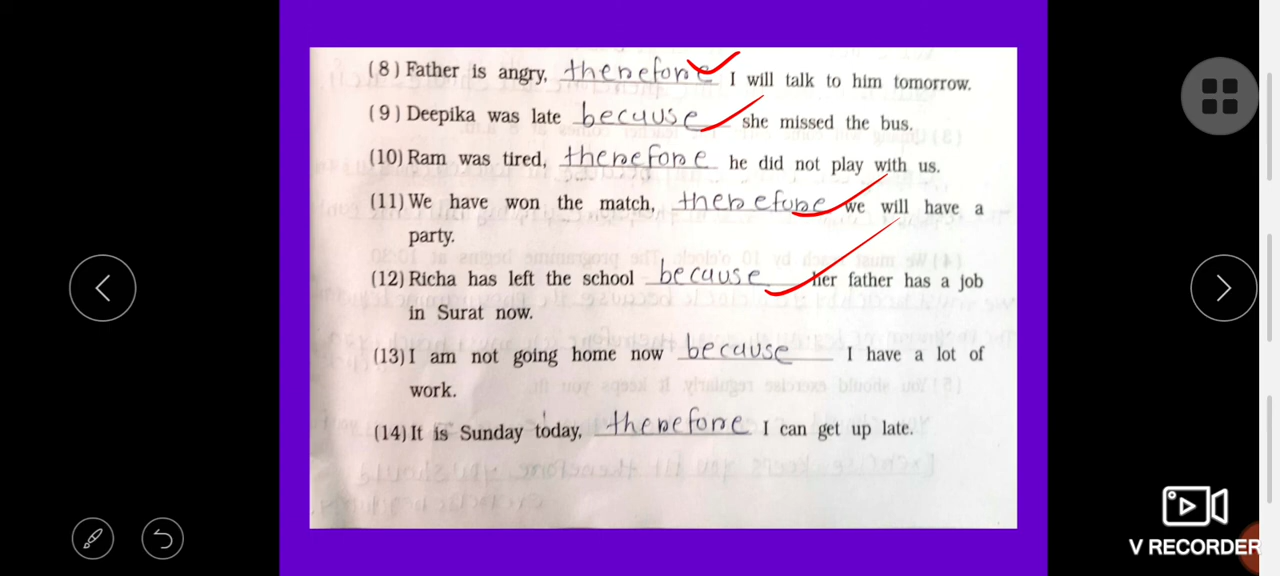 (8) Father is angry, therefore I will talk to him tomorrow.
(9) Deepika was late because she missed the bus.
(10) Ram was tired, therefore he did not play with us.
(11) We have won the match, therefore we will have a
party.
(12) Richa has left the school because her father has a job
in Surat now.
(13) I am not going home now because I have a lot of
work.
(14) It is Sunday today, therefore I can get up late.
V RECORDER